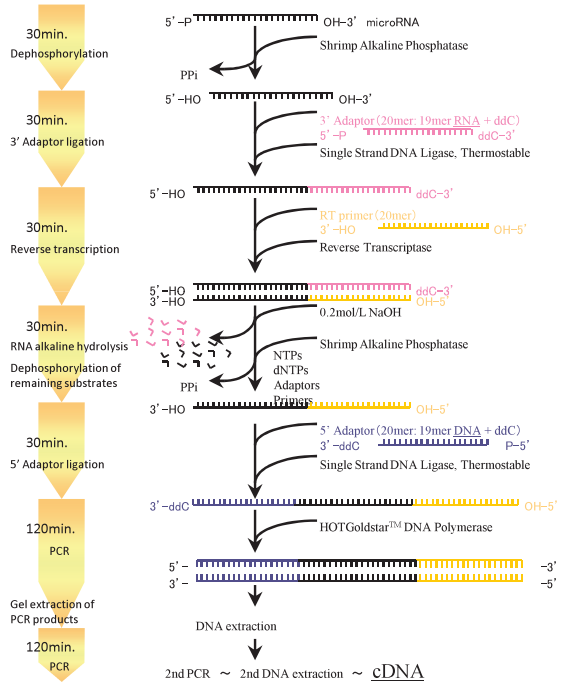 5’-P OH-3’ microRNA
30min.
Dephosphorylation
Shrimp Alkaline Phosphatase
PPi
5’-HO OH-3’
30min.
3’ Adaptor ligation
3’ Adaptor (20mer: 19mer RNA + ddC)
5’-P ddC-3’
Single Strand DNA Ligase, Thermostable
5’-HO ddC-3’
30min.
Reverse transcription
RT primer (20mer)
3’-HO OH-5’
Reverse Transcriptase
5’-HO ddC-3’
3’-HO OH-5’
0.2mol/L NaOH
30min.
RNA alkaline hydrolysis
Dephosphorylation of
remaining substrates
Shrimp Alkaline Phosphatase
NTPs
dNTPs
Adaptors
Primers
PPi
3’-HO OH-5’
30min.
5’ Adaptor ligation
5’ Adaptor (20mer: 19mer DNA + ddC)
3’-ddC P-5’
Single Strand DNA Ligase, Thermostable
3’-ddC OH-5’
120min.
PCR
HOTGoldstar™ DNA Polymerase
5’- -3’
3’- -5’
Gel extraction of
PCR products
DNA extraction
120min.
PCR
2nd PCR ~ 2nd DNA extraction ~ cDNA